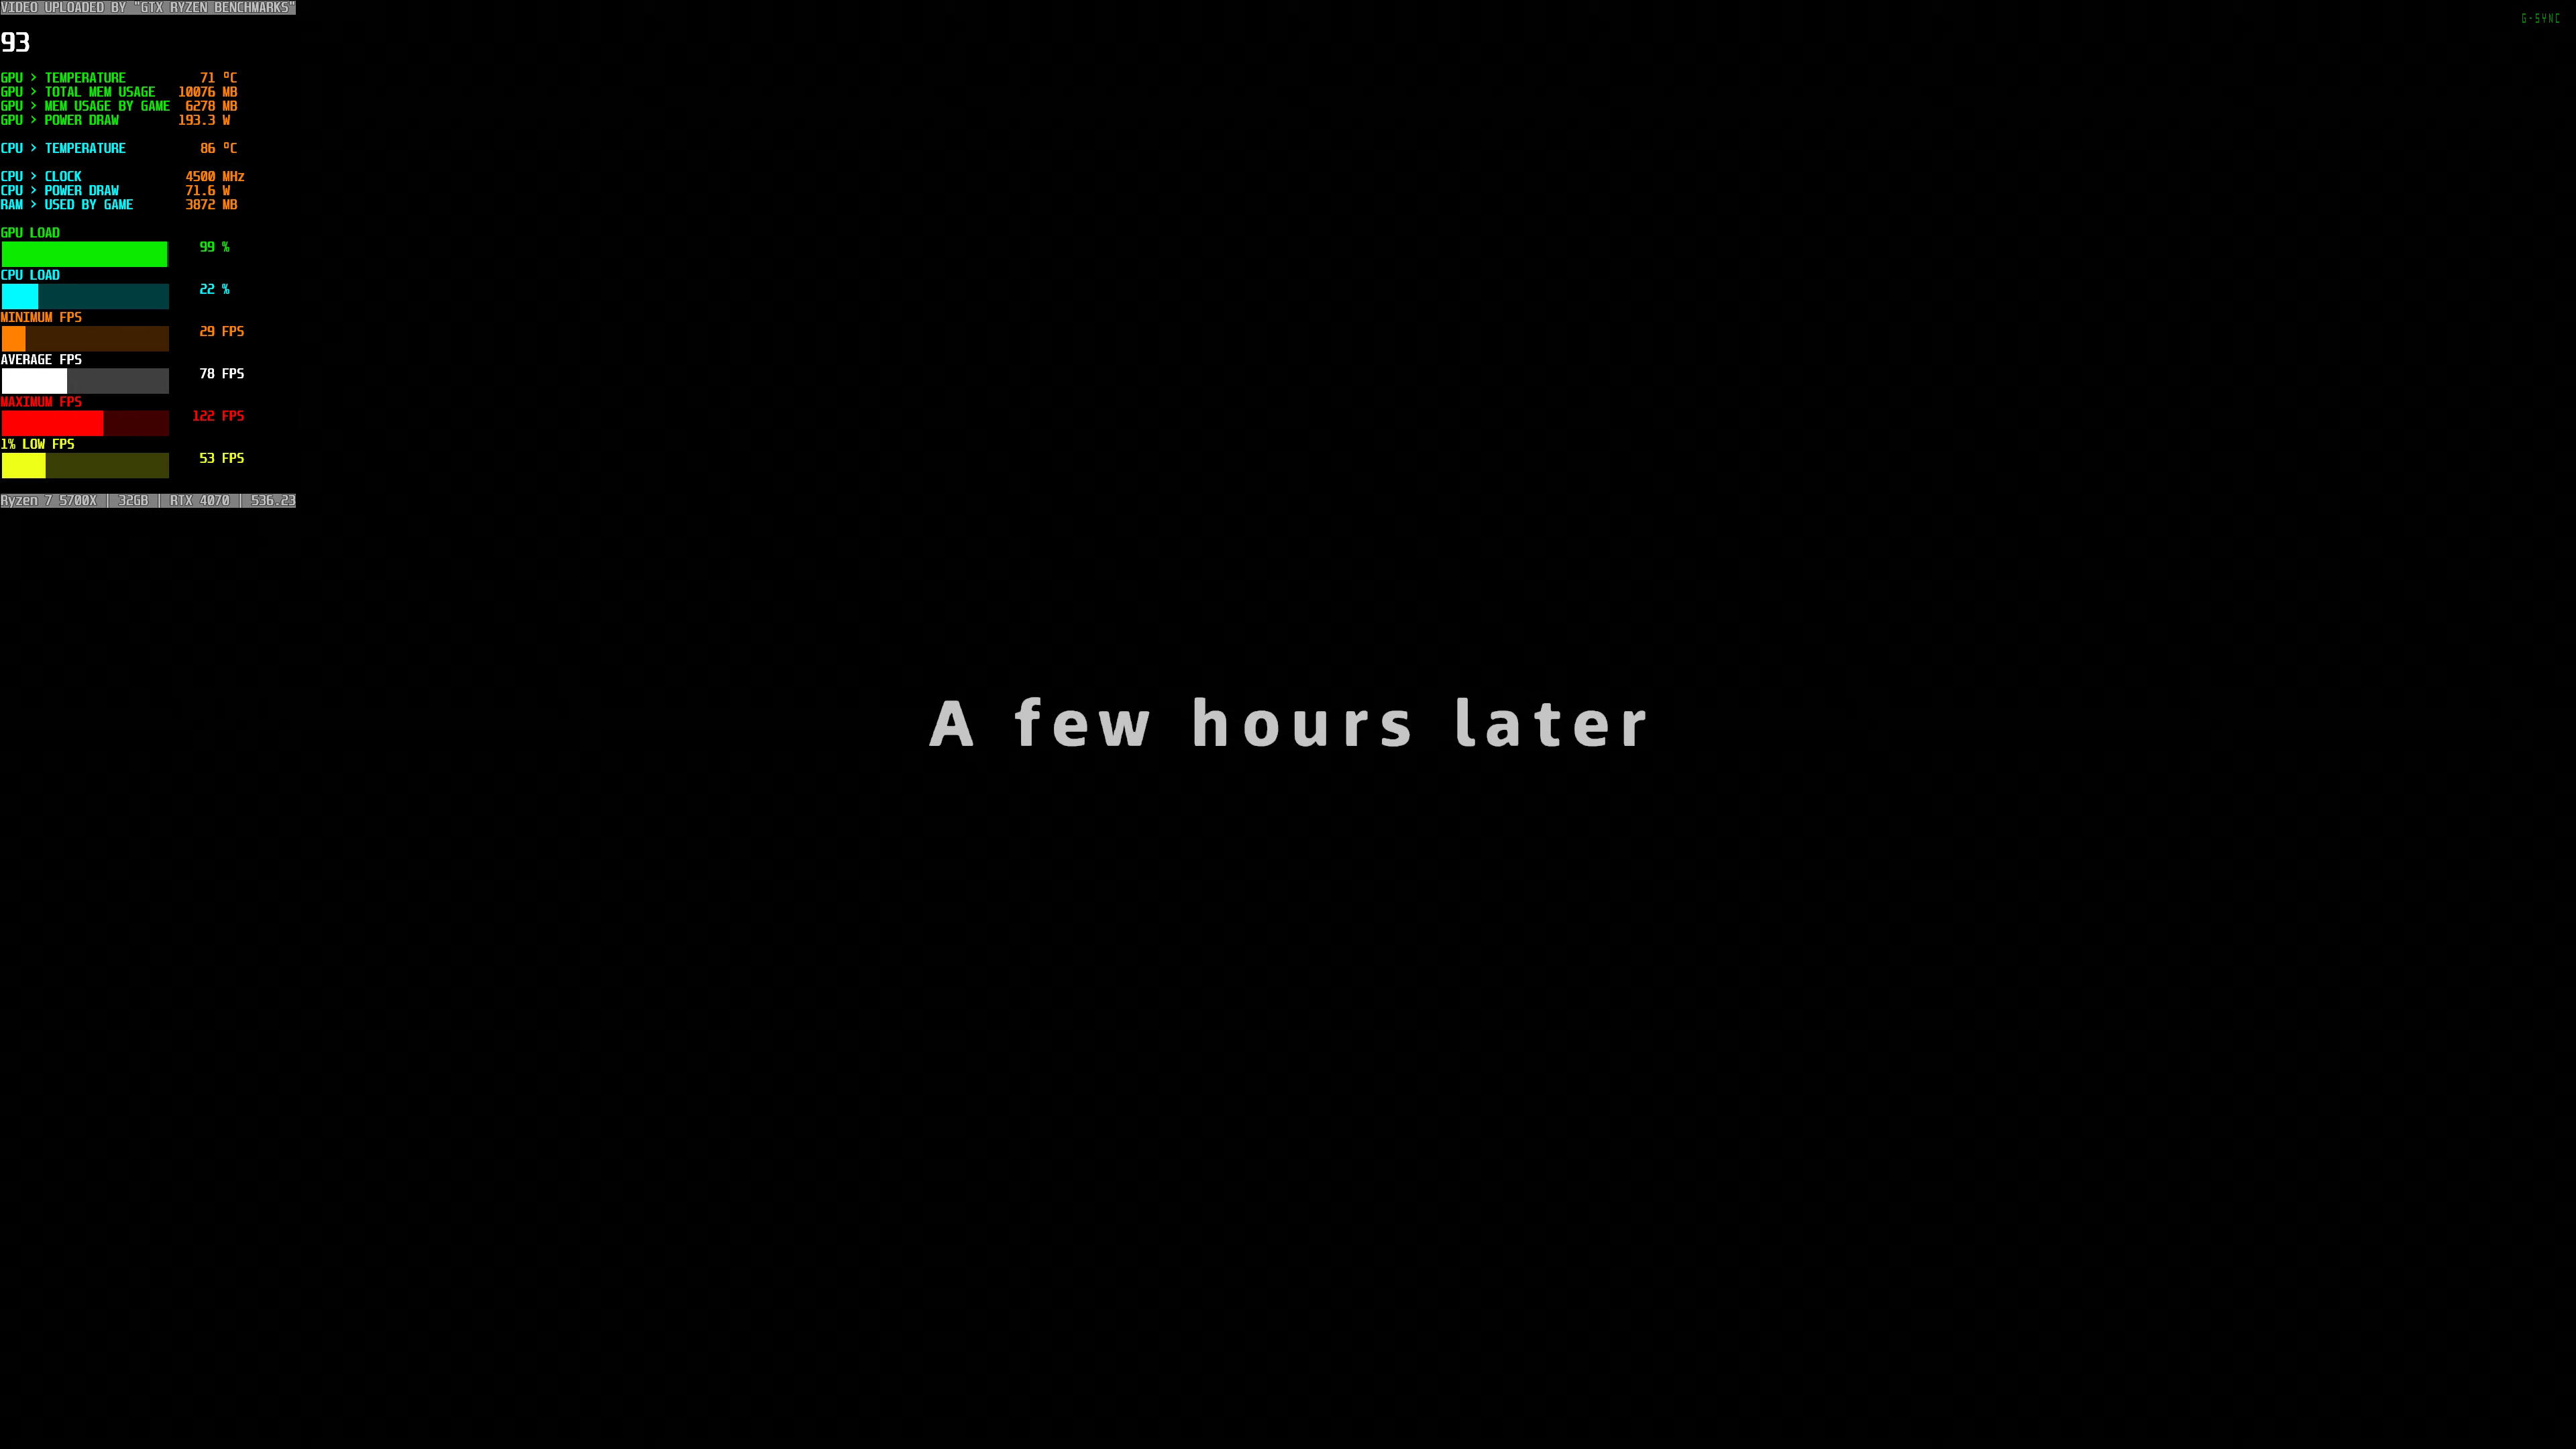 VIDEO UPLOADED BY "GTX RYZEN BENCHMARKS"
G-SYNC
93
GPU > TEMPERATURE 71 ºC
GPU > TOTAL MEM USAGE 10076 MB
GPU > MEM USAGE BY GAME 6278 MB
GPU > POWER DRAW 193.3 W
CPU > TEMPERATURE 86 ºC
CPU > CLOCK 4500 MHz
CPU > POWER DRAW 71.6 W
RAM > USED BY GAME 3872 MB
GPU LOAD
99 %
CPU LOAD
22 %
MINIMUM FPS
29 FPS
AVERAGE FPS
78 FPS
MAXIMUM FPS
122 FPS
1% LOW FPS
53 FPS
Ryzen 7 5700X | 32GB | RTX 4070 | 536.23
A few hours later